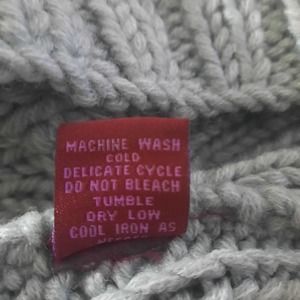 MACHINE WASH
COLD
DELICATE CYCLE
DO NOT BLEACH
TUMBLE
DRY LOW
COOL IRON AS